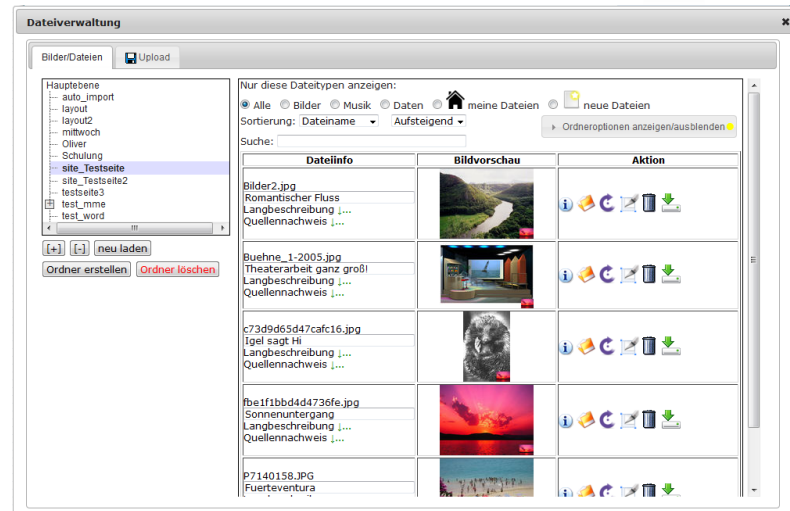 Dateiverwaltung
Bilder/Dateien
Upload
Hauptebene
auto_import
layout
layout2
mittwoch
Oliver
Schulung
site_Testseite
site_Testseite2
testseite3
test_mme
test_word
[+] [-] neu laden
Ordner erstellen Ordner löschen
Nur diese Dateitypen anzeigen:
Alle Bilder Musik Daten meine Dateien neue Dateien
Sortierung: Dateiname Aufsteigend
Ordneroptionen anzeigen/ausblenden
Suche:
Dateiinfo Bildvorschau Aktion
Bilder2.jpg
Romantischer Fluss
Langbeschreibung ↓...
Quellennachweis ↓...
Buehne_1-2005.jpg
Theaterarbeit ganz groß!
Langbeschreibung ↓...
Quellennachweis ↓...
c73d9d65d47cafc16.jpg
Igel sagt Hi
Langbeschreibung ↓...
Quellennachweis ↓...
fbe1f1bbd4d4736fe.jpg
Sonnenuntergang
Langbeschreibung ↓...
Quellennachweis ↓...
P7140158.JPG
Fuerteventura